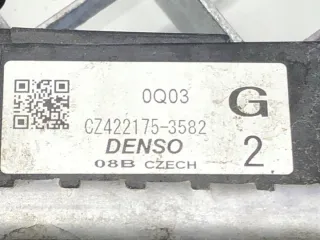 0Q03 G
CZ422175-3582
DENSO
08B CZECH 2